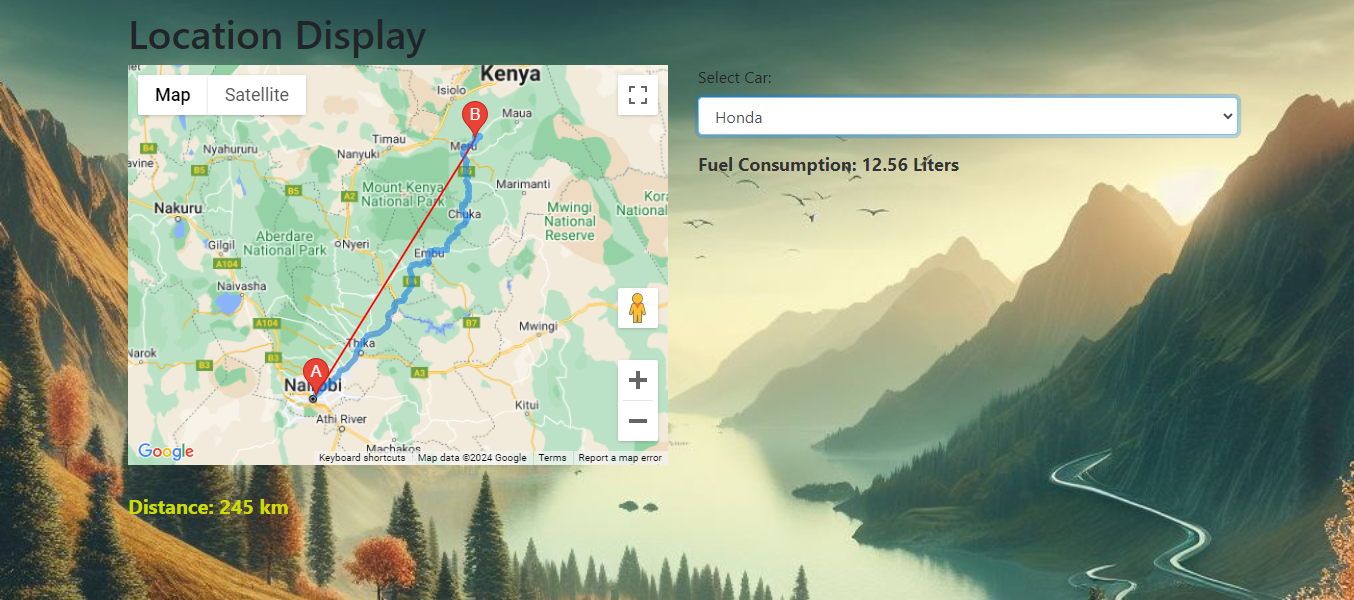 Location Display
Map
Satellite
Kenya
Isiolo
Maua
B
Timau
Meru
B4
Nyahururu
Nanyuki
B5
B6
Marimanti
B5
A2
Mount Kenya
National Park
Nakuru
Chuka
Mwingi
National
Reserve
National
Gilgil
Aberdare
National Park
Nyeri
A104
Embu
Naivasha
A104
B7
Mwingi
Thika
Narok
B3
B3
A
A3
Nairobi
Kitui
Athi River
Machakos
Google
Keyboard shortcuts
Map data ©2024 Google
Terms
Report a map error
Distance: 245 km
Select Car:
Honda
Fuel Consumption: 12.56 Liters